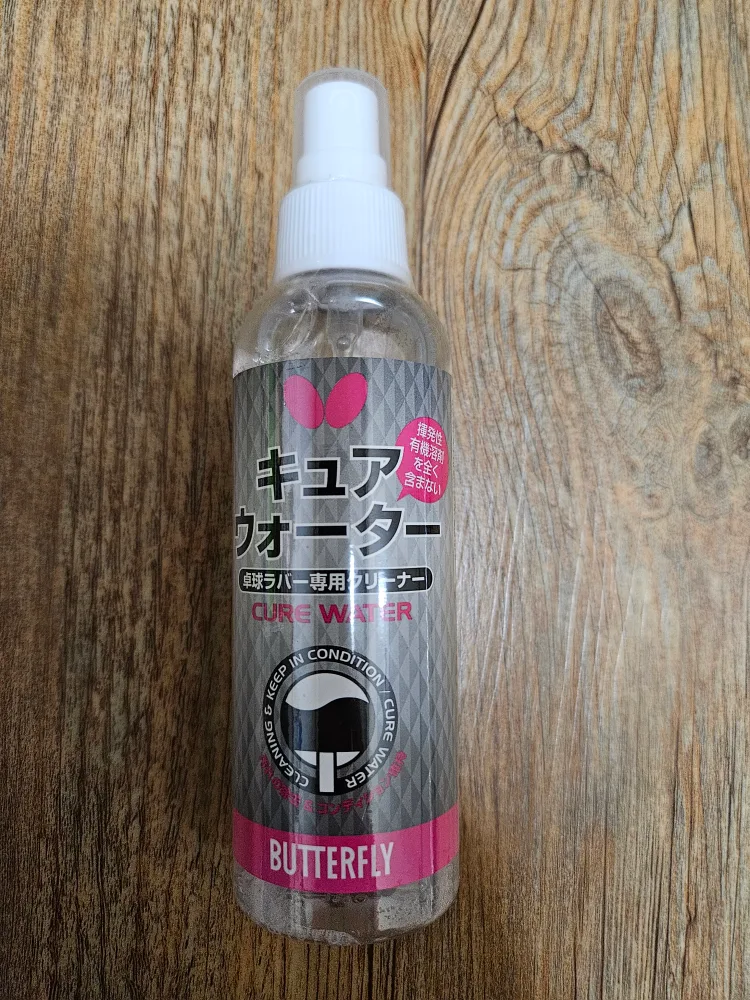 キュア
ウォーター
揮発性
有機溶剤
を全く
含まない
卓球ラバー専用クリーナー
CURE WATER
CLEANING & KEEP IN CONDITION / CURE WATER
BUTTERFLY